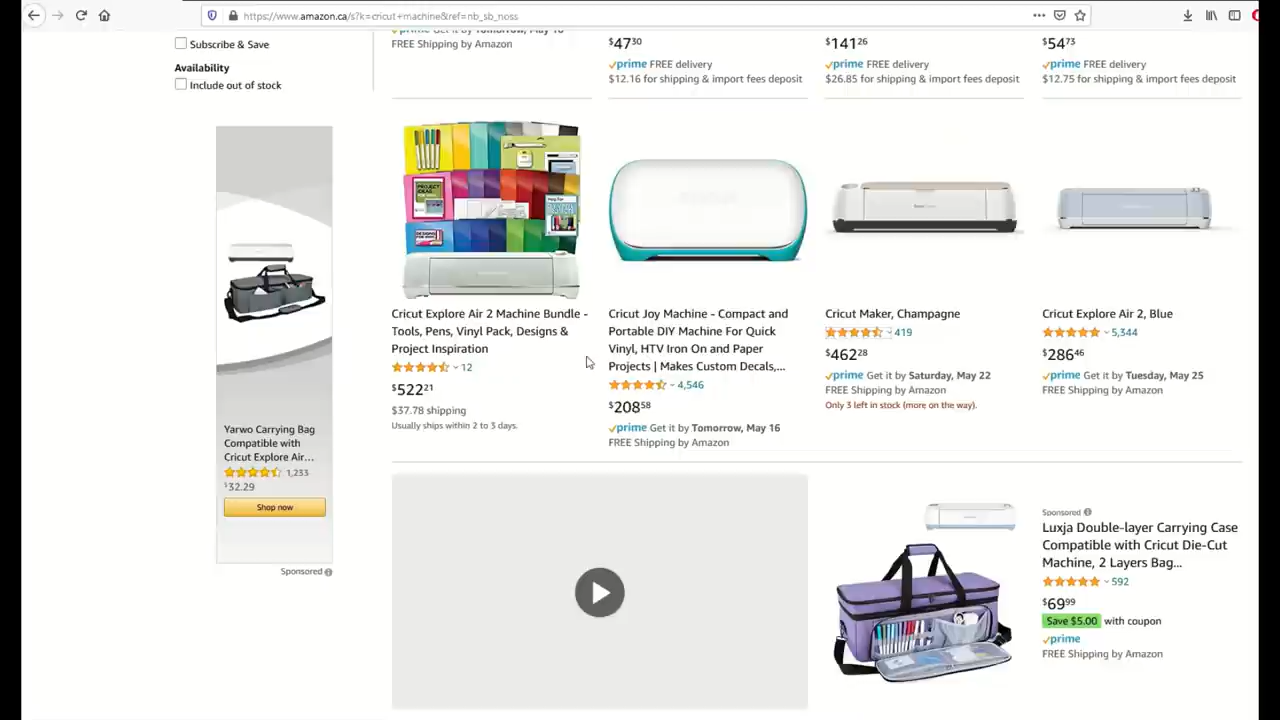 https://www.amazon.ca/s?k=cricut+machine&ref=nb_sb_noss
Subscribe & Save
Availability
Include out of stock
prime Get it by Tomorrow, May 16
FREE Shipping by Amazon
$47.30
prime FREE delivery
$12.16 for shipping & import fees deposit
$141.26
prime FREE delivery
$26.85 for shipping & import fees deposit
$54.73
prime FREE delivery
$12.75 for shipping & import fees deposit
Yarwo Carrying Bag
Compatible with
Cricut Explore Air...
1,233
$32.29
Shop now
Sponsored
PROJECT
IDEAS
Cricut Explore Air 2 Machine Bundle -
Tools, Pens, Vinyl Pack, Designs &
Project Inspiration
12
$522.21
$37.78 shipping
Usually ships within 2 to 3 days.
Cricut Joy Machine - Compact and
Portable DIY Machine For Quick
Vinyl, HTV Iron On and Paper
Projects | Makes Custom Decals,...
4,546
$208.58
prime Get it by Tomorrow, May 16
FREE Shipping by Amazon
Cricut Maker, Champagne
419
$462.28
prime Get it by Saturday, May 22
FREE Shipping by Amazon
Only 3 left in stock (more on the way).
Cricut Explore Air 2, Blue
5,344
$286.46
prime Get it by Tuesday, May 25
FREE Shipping by Amazon
Sponsored
Luxja Double-layer Carrying Case
Compatible with Cricut Die-Cut
Machine, 2 Layers Bag...
592
$69.99
Save $5.00 with coupon
prime
FREE Shipping by Amazon